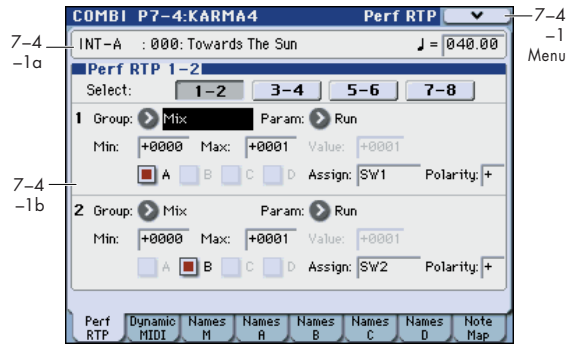 COMBI P7-4:KARMA4 Perf RTP
7-4
-1
Menu
7-4
-1a
INT-A :000: Towards The Sun ♩= 040.00
Perf RTP 1-2
Select: 1-2 3-4 5-6 7-8
1 Group: Mix Param: Run
Min: +0000 Max: +0001 Value: +0001
A B C D Assign: SW1 Polarity: +
7-4
-1b
2 Group: Mix Param: Run
Min: +0000 Max: +0001 Value: +0001
A B C D Assign: SW2 Polarity: +
Perf RTP Dynamic MIDI Names M Names A Names B Names C Names D Note Map